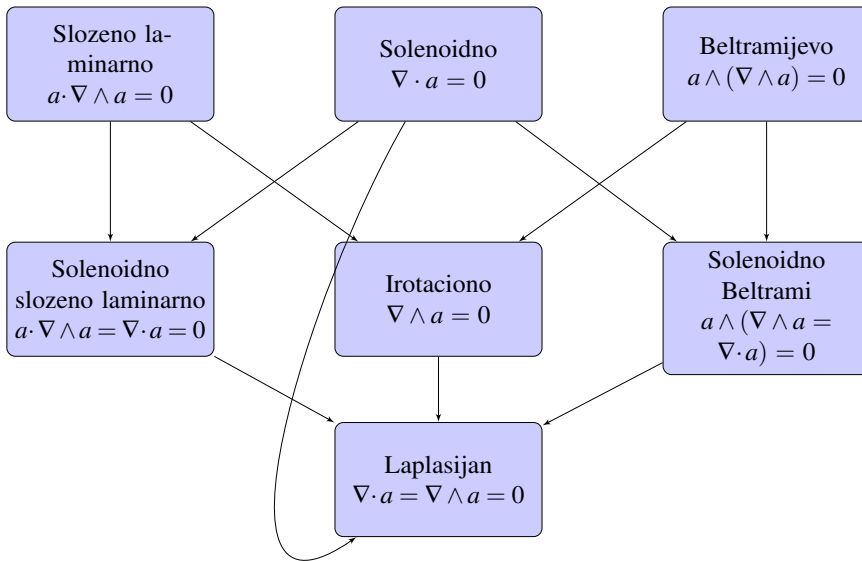 Slozeno la-
minarno
a·∇ ∧ a = 0
Solenoidno
∇ · a = 0
Beltramijevo
a ∧ (∇ ∧ a) = 0
Solenoidno
slozeno laminarno
a·∇ ∧ a = ∇·a = 0
Irotaciono
∇ ∧ a = 0
Solenoidno
Beltrami
a ∧ (∇ ∧ a =
∇·a) = 0
Laplasijan
∇·a = ∇ ∧ a = 0